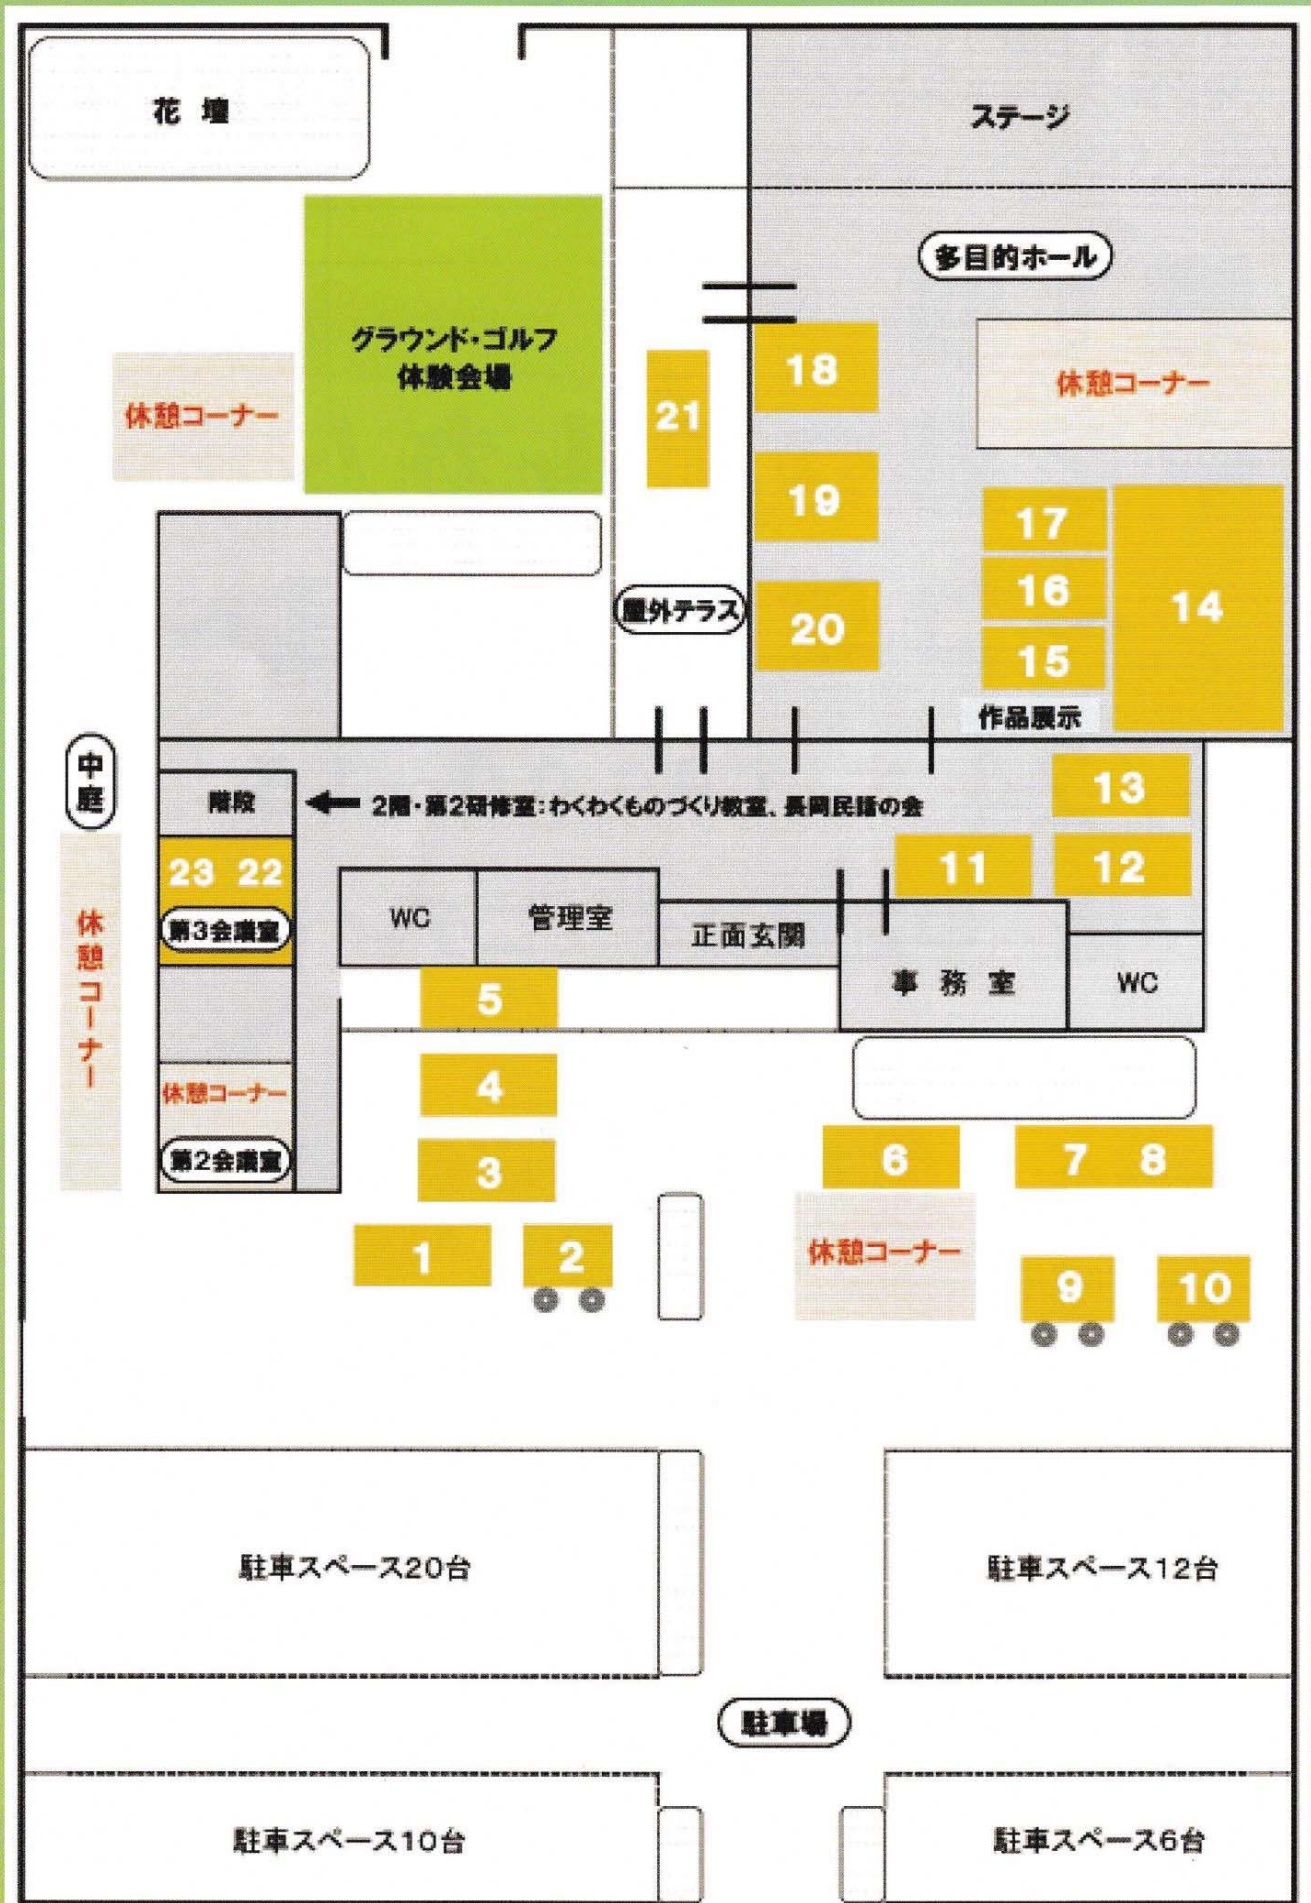 花 壇
ステージ
多目的ホール
グラウンド・ゴルフ
体験会場
休憩コーナー
休憩コーナー
18
21
19
17
16
14
屋外テラス
20
15
作品展示
中庭
階段
2階・第2研修室：わくわくものづくり教室、長岡民話の会
13
23 22
11
12
第3会議室
WC
管理室
正面玄関
休憩コーナー
事 務 室
WC
5
4
休憩コーナー
第2会議室
3
6
7 8
1
2
休憩コーナー
9
10
駐車スペース20台
駐車スペース12台
駐車場
駐車スペース10台
駐車スペース6台